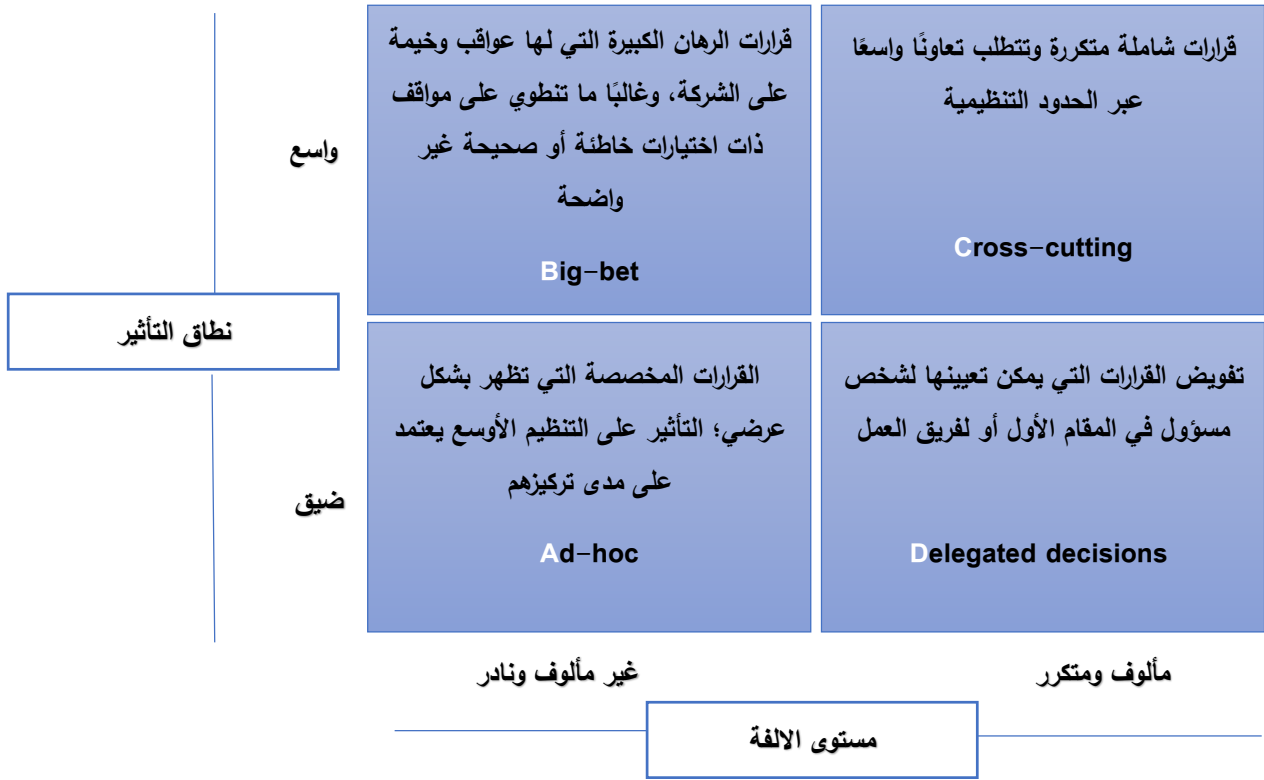 قرارات شاملة متكررة وتتطلب تعاونًا واسعًا
عبر الحدود التنظيمية
Cross-cutting
قرارات الرهان الكبيرة التي لها عواقب وخيمة
على الشركة، وغالبًا ما تنطوي على مواقف
ذات اختيارات خاطئة أو صحيحة غير
واضحة
Big-bet
واسع
نطاق التأثير
تفويض القرارات التي يمكن تعيينها لشخص
مسؤول في المقام الأول أو لفريق العمل
Delegated decisions
القرارات المخصصة التي تظهر بشكل
عرضي؛ التأثير على التنظيم الأوسع يعتمد
على مدى تركيزهم
Ad-hoc
ضيق
مألوف ومتكرر
غير مألوف ونادر
مستوى الالفة